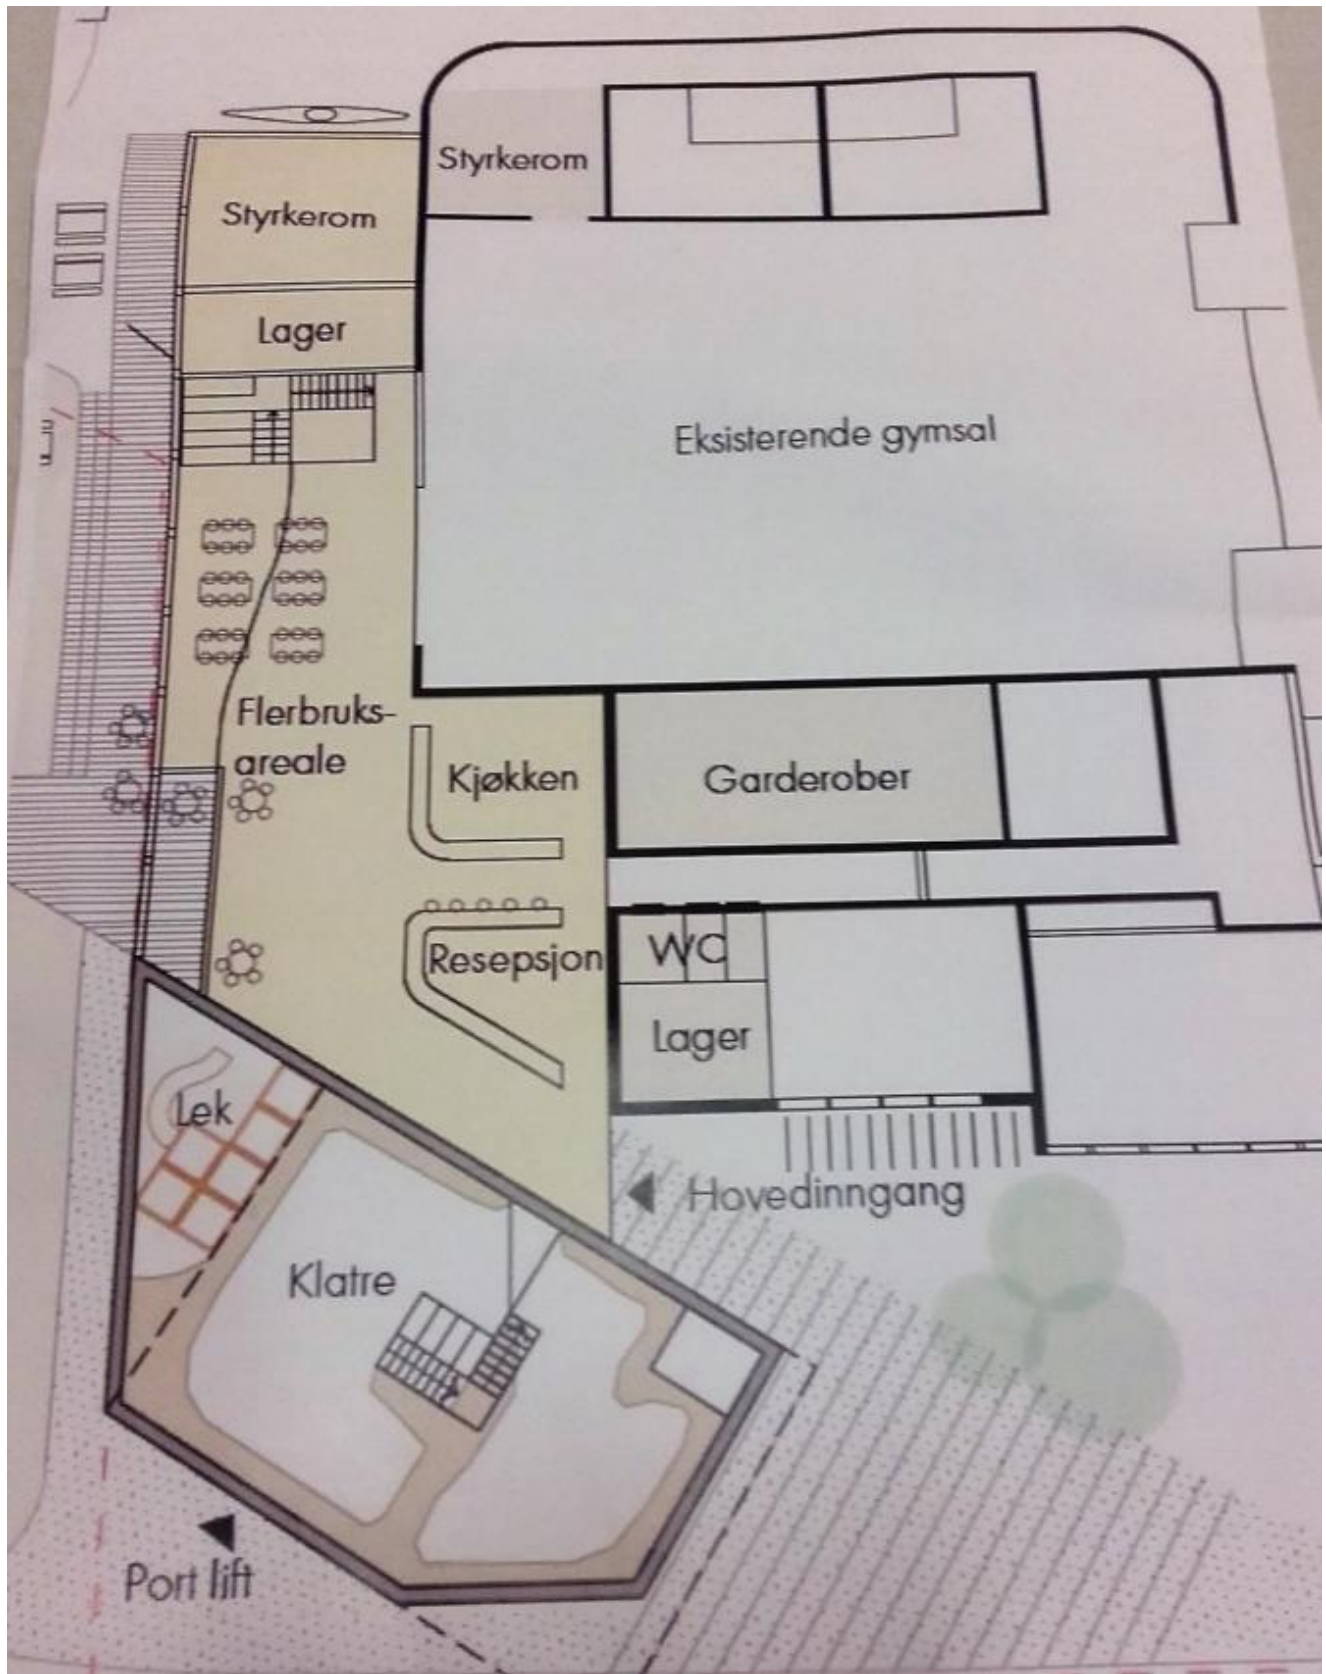 Styrkerom
Styrkerom
Lager
Eksisterende gymsal
Flerbruks-
areale
Kjøkken
Garderober
WC
Resepsjon
Lager
Lek
Hovedinngang
Klatre
Port lift